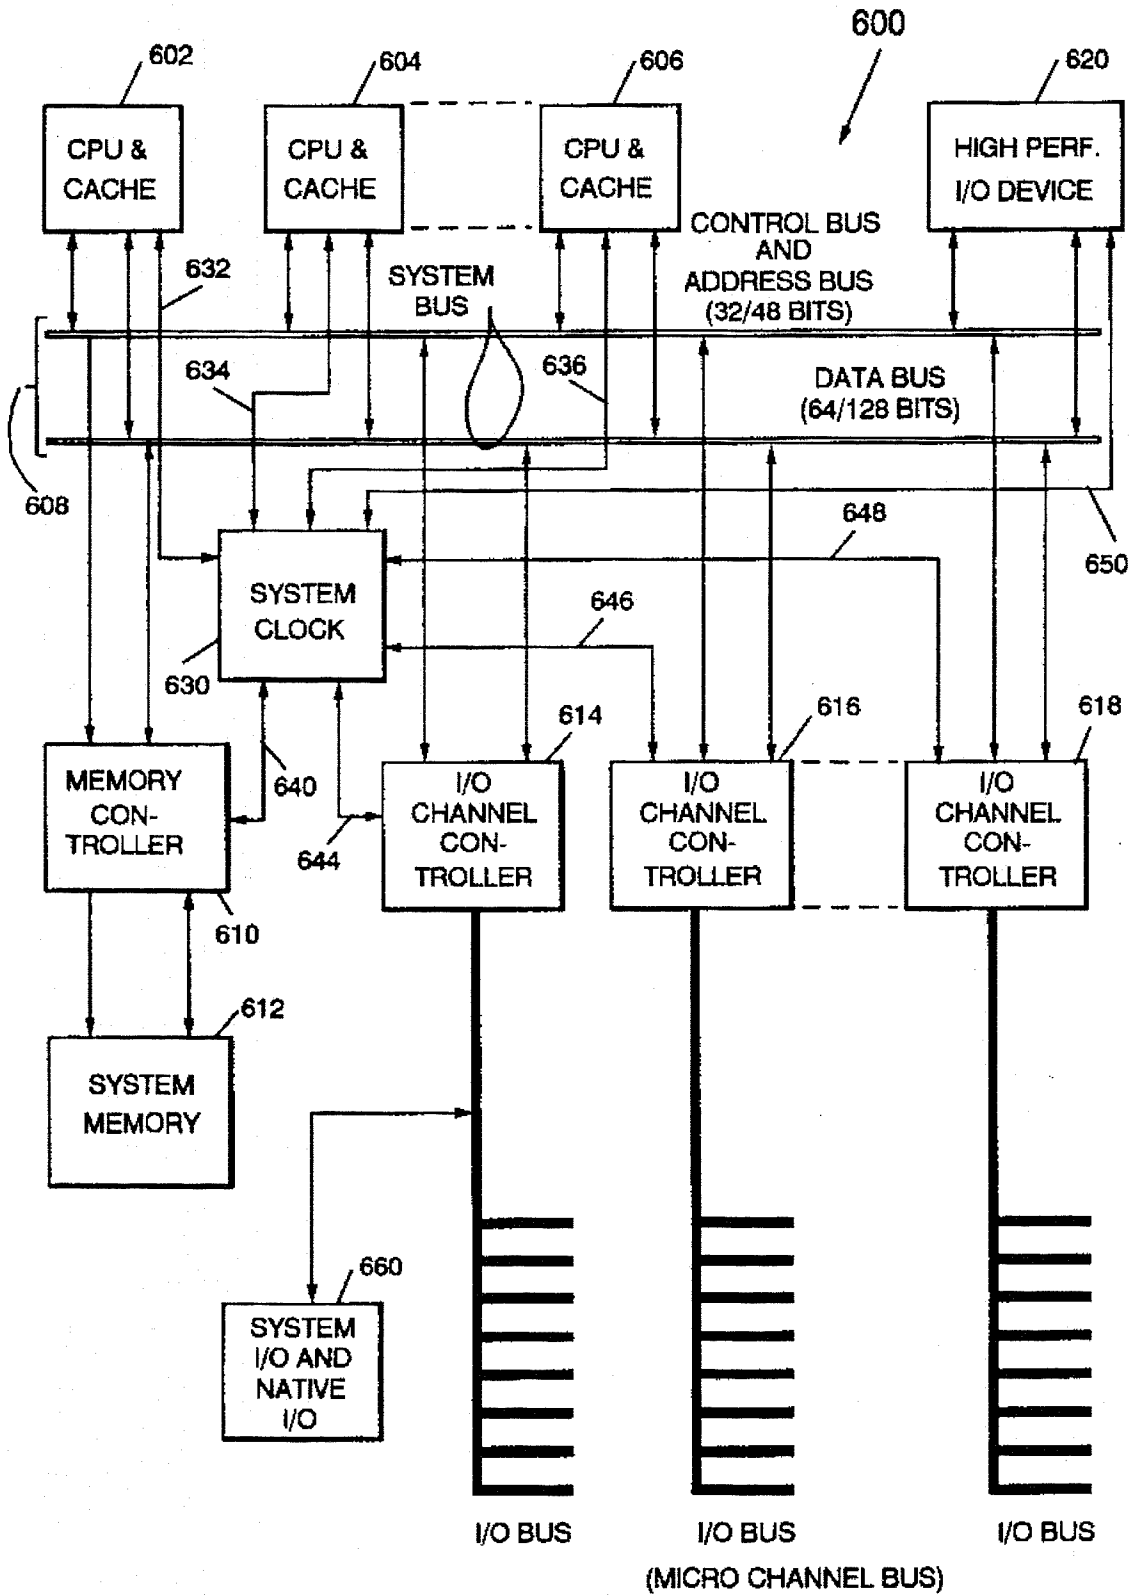 600
602
604
606
620
CPU &
CACHE
CPU &
CACHE
CPU &
CACHE
HIGH PERF.
I/O DEVICE
CONTROL BUS
AND
ADDRESS BUS
(32/48 BITS)
SYSTEM
BUS
632
634
636
DATA BUS
(64/128 BITS)
608
648
650
SYSTEM
CLOCK
646
630
614
616
618
MEMORY
CON-
TROLLER
640
644
I/O
CHANNEL
CON-
TROLLER
I/O
CHANNEL
CON-
TROLLER
I/O
CHANNEL
CON-
TROLLER
610
612
SYSTEM
MEMORY
660
SYSTEM
I/O AND
NATIVE
I/O
I/O BUS
I/O BUS
I/O BUS
(MICRO CHANNEL BUS)